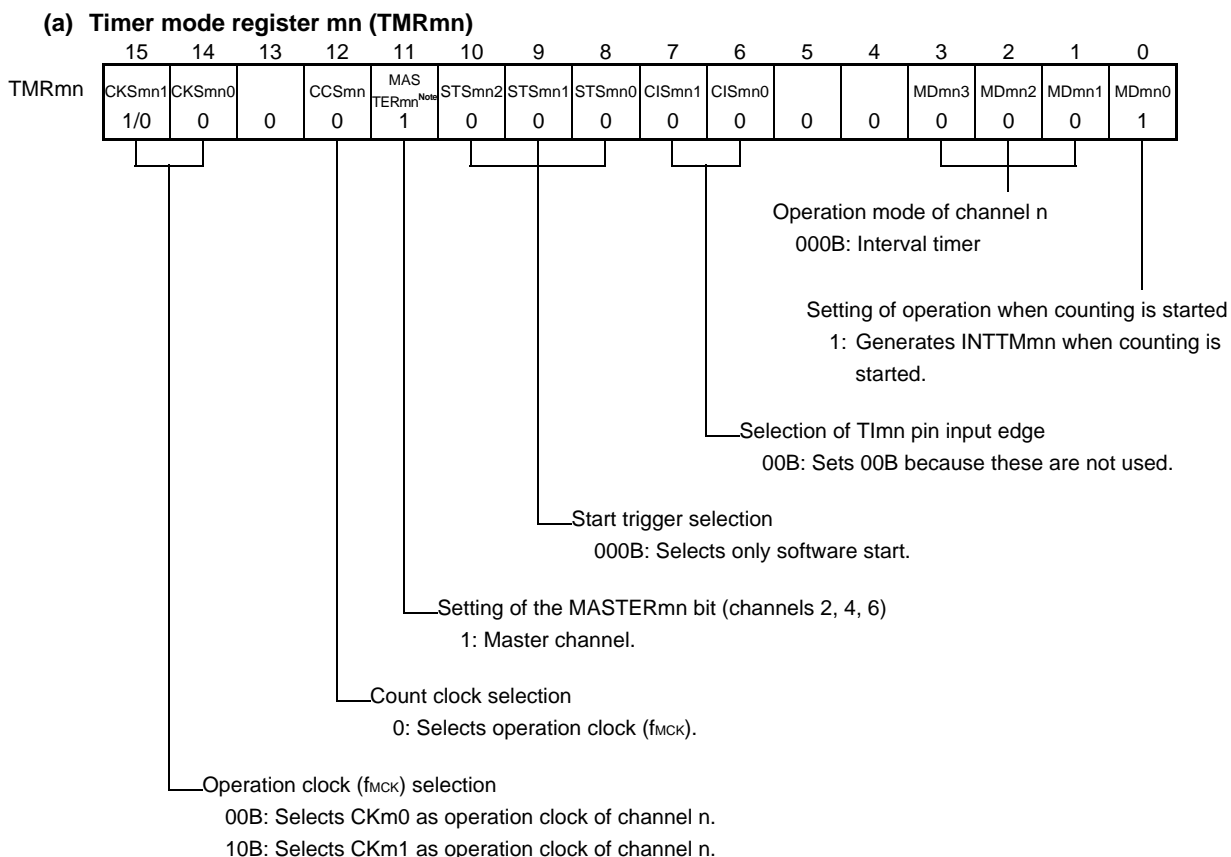 (a) Timer mode register mn (TMRmn)
15 14 13 12 11 10 9 8 7 6 5 4 3 2 1 0
TMRmn CKSmn1 CKSmn0 CCSmn MAS TERmnNote STSmn2 STSmn1 STSmn0 CISmn1 CISmn0 MDmn3 MDmn2 MDmn1 MDmn0
1/0 0 0 0 1 0 0 0 0 0 0 0 0 0 0 1
Operation mode of channel n
000B: Interval timer
Setting of operation when counting is started
1: Generates INTTMmn when counting is
started.
Selection of TImn pin input edge
00B: Sets 00B because these are not used.
Start trigger selection
000B: Selects only software start.
Setting of the MASTERmn bit (channels 2, 4, 6)
1: Master channel.
Count clock selection
0: Selects operation clock (fMCK).
Operation clock (fMCK) selection
00B: Selects CKm0 as operation clock of channel n.
10B: Selects CKm1 as operation clock of channel n.